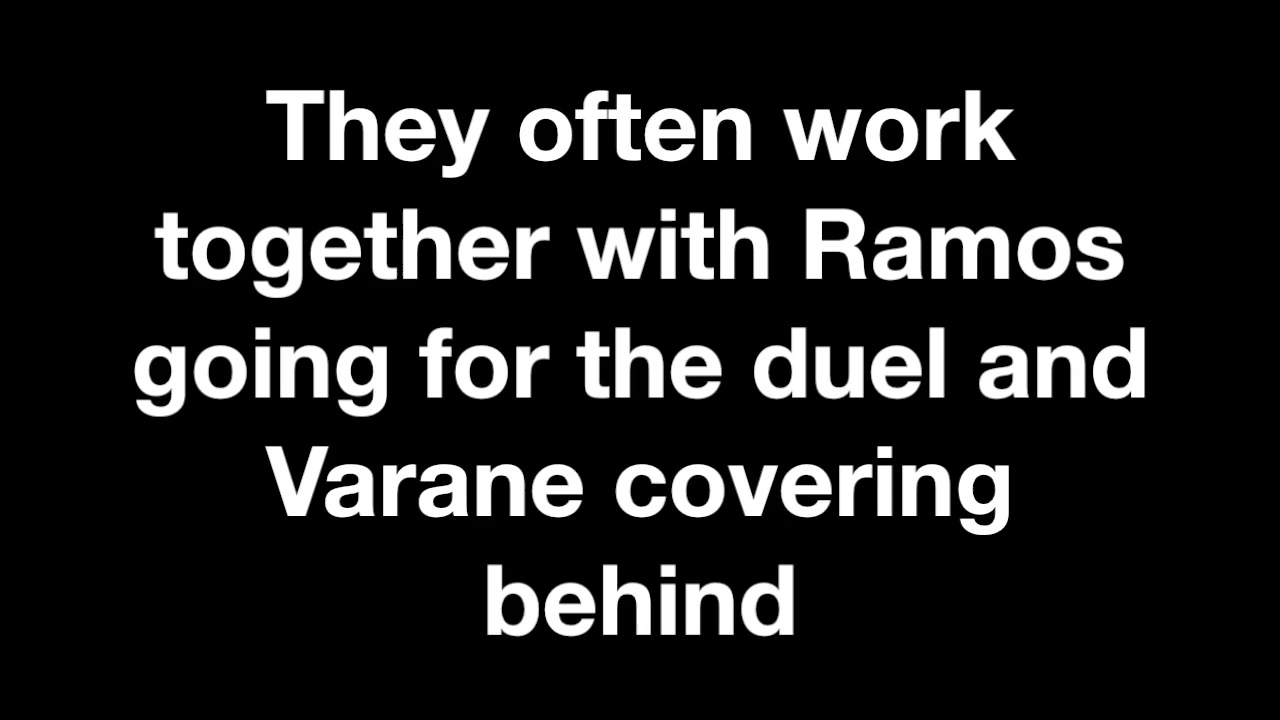 They often work
together with Ramos
going for the duel and
Varane covering
behind